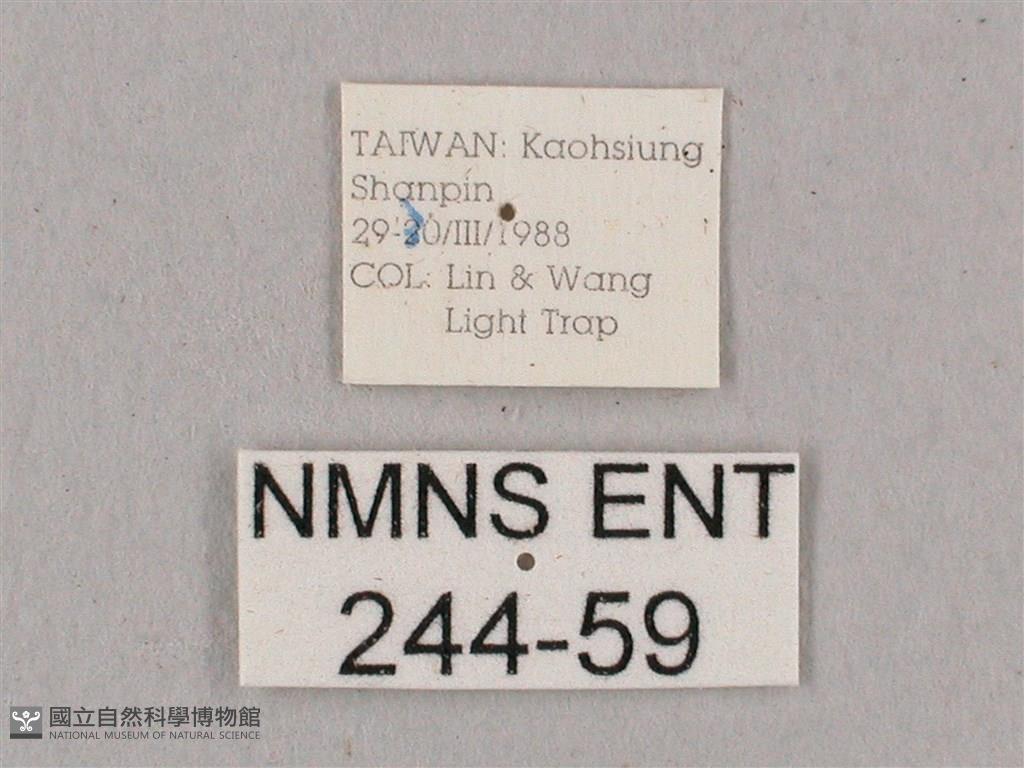 TAIWAN: Kaohsiung
Shanpin
29-30/III/1988
COL: Lin & Wang
Light Trap
NMNS ENT
244-59
國立自然科學博物館
NATIONAL MUSEUM OF NATURAL SCIENCE